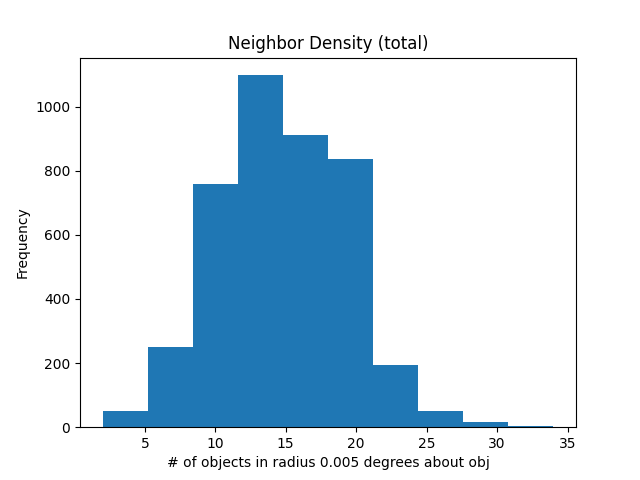 Neighbor Density (total)
1000
800
600
400
200
0
Frequency
5 10 15 20 25 30 35
# of objects in radius 0.005 degrees about obj